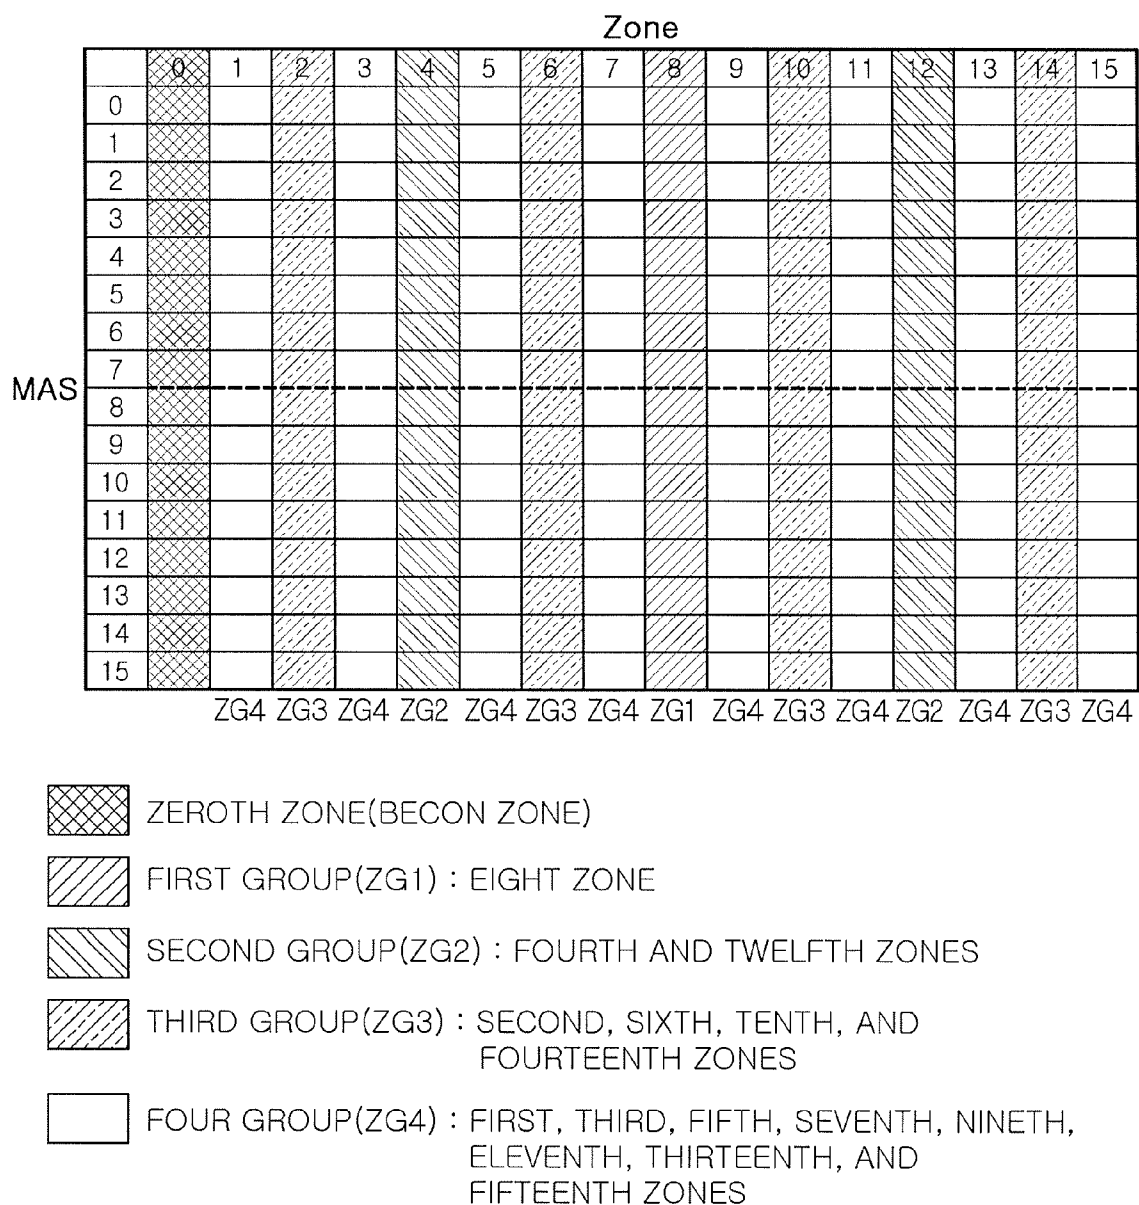 Zone
0 1 2 3 4 5 6 7 8 9 10 11 12 13 14 15
0
1
2
3
4
5
6
7
MAS
8
9
10
11
12
13
14
15
ZG4 ZG3 ZG4 ZG2 ZG4 ZG3 ZG4 ZG1 ZG4 ZG3 ZG4 ZG2 ZG4 ZG3 ZG4
ZEROTH ZONE(BECON ZONE)
FIRST GROUP(ZG1) : EIGHT ZONE
SECOND GROUP(ZG2) : FOURTH AND TWELFTH ZONES
THIRD GROUP(ZG3) : SECOND, SIXTH, TENTH, AND
FOURTEENTH ZONES
FOUR GROUP(ZG4) : FIRST, THIRD, FIFTH, SEVENTH, NINETH,
ELEVENTH, THIRTEENTH, AND
FIFTEENTH ZONES